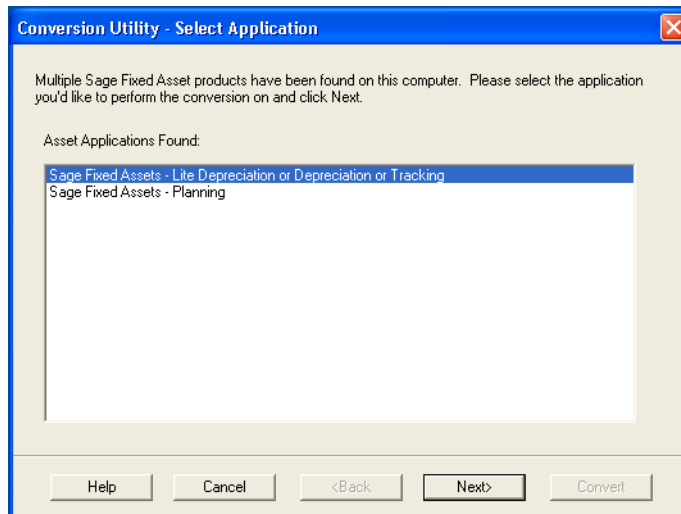 Conversion Utility - Select Application
Multiple Sage Fixed Asset products have been found on this computer.  Please select the application
you'd like to perform the conversion on and click Next.
Asset Applications Found:
Sage Fixed Assets - Lite Depreciation or Depreciation or Tracking
Sage Fixed Assets - Planning
Help Cancel <Back Next> Convert